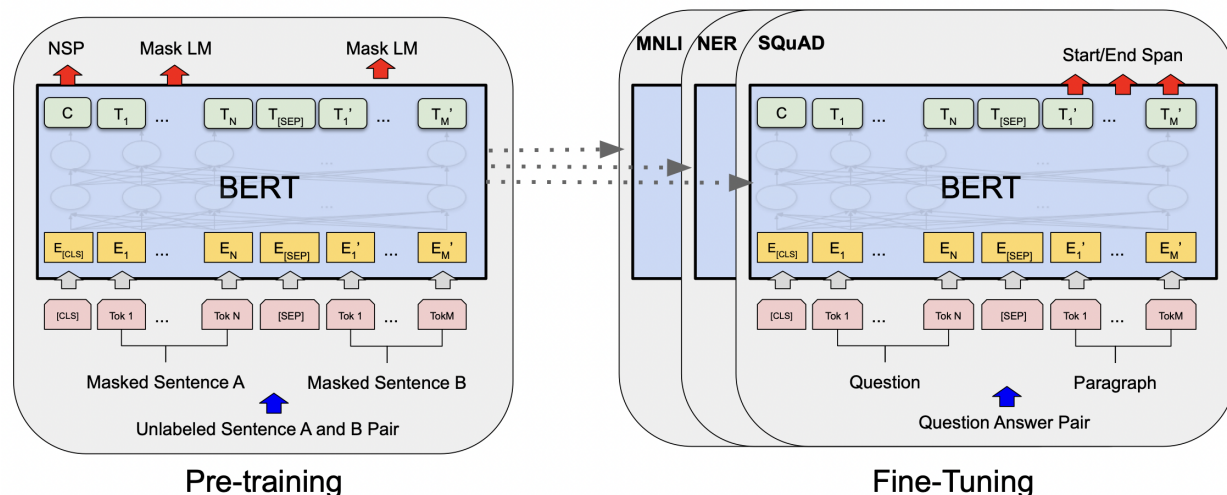 NSP Mask LM Mask LM
C T1 ... TN T[SEP] T1' ... TM'
...
BERT
...
E[CLS] E1 ... EN E[SEP] E1' ... EM'
[CLS] Tok 1 ... Tok N [SEP] Tok 1 ... TokM
Masked Sentence A Masked Sentence B
Unlabeled Sentence A and B Pair
Pre-training
MNLI NER SQuAD
Start/End Span
C T1 ... TN T[SEP] T1' ... TM'
...
BERT
...
E[CLS] E1 ... EN E[SEP] E1' ... EM'
[CLS] Tok 1 ... Tok N [SEP] Tok 1 ... TokM
Question Paragraph
Question Answer Pair
Fine-Tuning